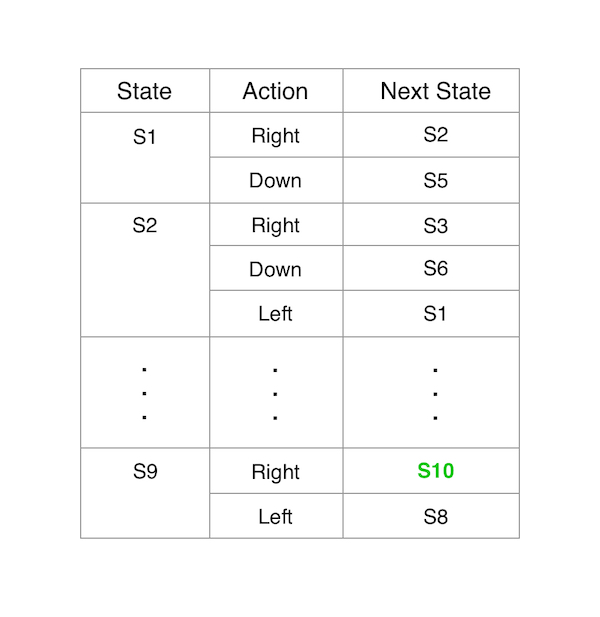 State Action Next State
S1 Right S2
Down S5
S2 Right S3
Down S6
Left S1
. . .
. . .
. . .
S9 Right S10
Left S8